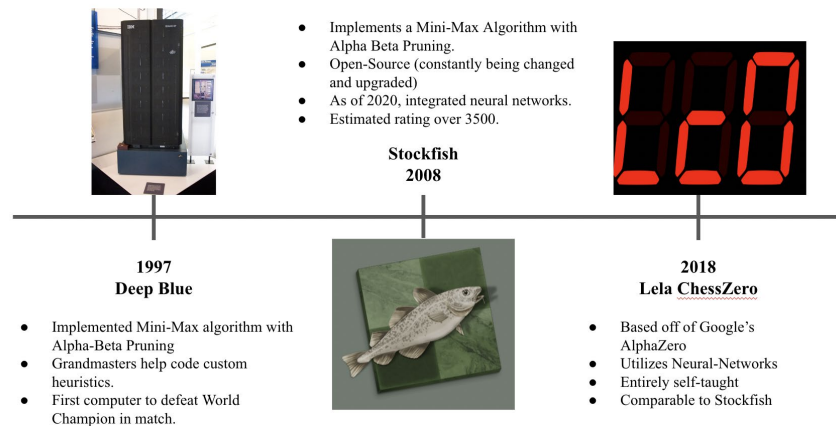 ● Implements a Mini-Max Algorithm with
Alpha Beta Pruning.
● Open-Source (constantly being changed
and upgraded)
● As of 2020, integrated neural networks.
● Estimated rating over 3500.
Stockfish
2008
IBM
Lc0
1997
Deep Blue
● Implemented Mini-Max algorithm with
Alpha-Beta Pruning
● Grandmasters help code custom
heuristics.
● First computer to defeat World
Champion in match.
2018
Lela ChessZero
● Based off of Google’s
AlphaZero
● Utilizes Neural-Networks
● Entirely self-taught
● Comparable to Stockfish